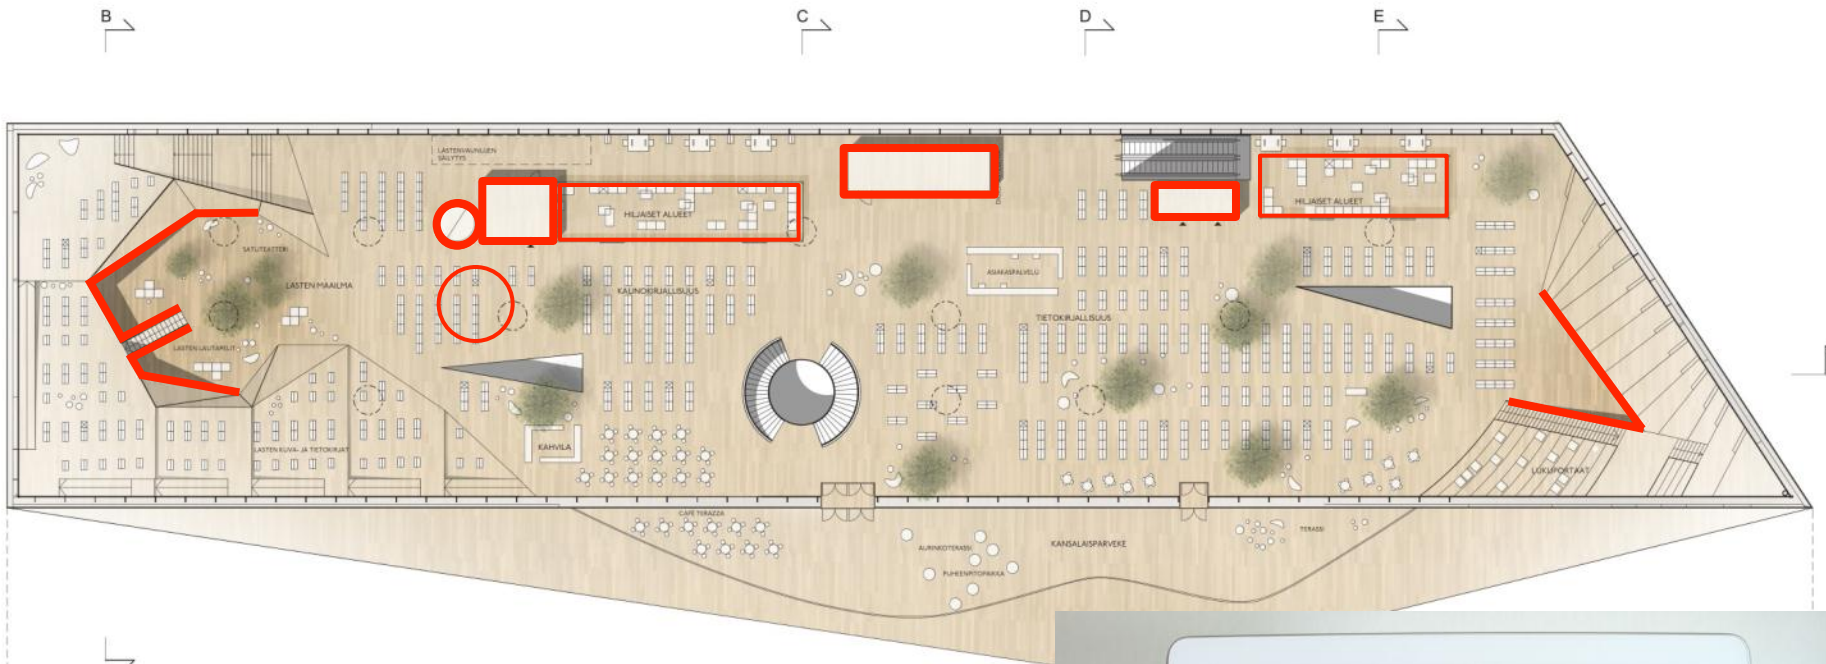 B
C
D
E
LASTENVAUNUJEN
SÄILYTYS
HILJAISET ALUEET
HILJAISET ALUEET
SATUTEATTERI
ASIAKASPALVELU
LASTEN MAAILMA
KAUNOKIRJALLISUUS
TIETOKIRJALLISUUS
LASTEN LAUTAPELIT
KAHVILA
LASTEN KUVA- JA TIETOKIRJAT
LUKUPORTAAT
CAFÉ TERAZZA
TERASSI
AURINKOTERASSI
KANSALAISPARVEKE
PUHEENPITOPAIKKA